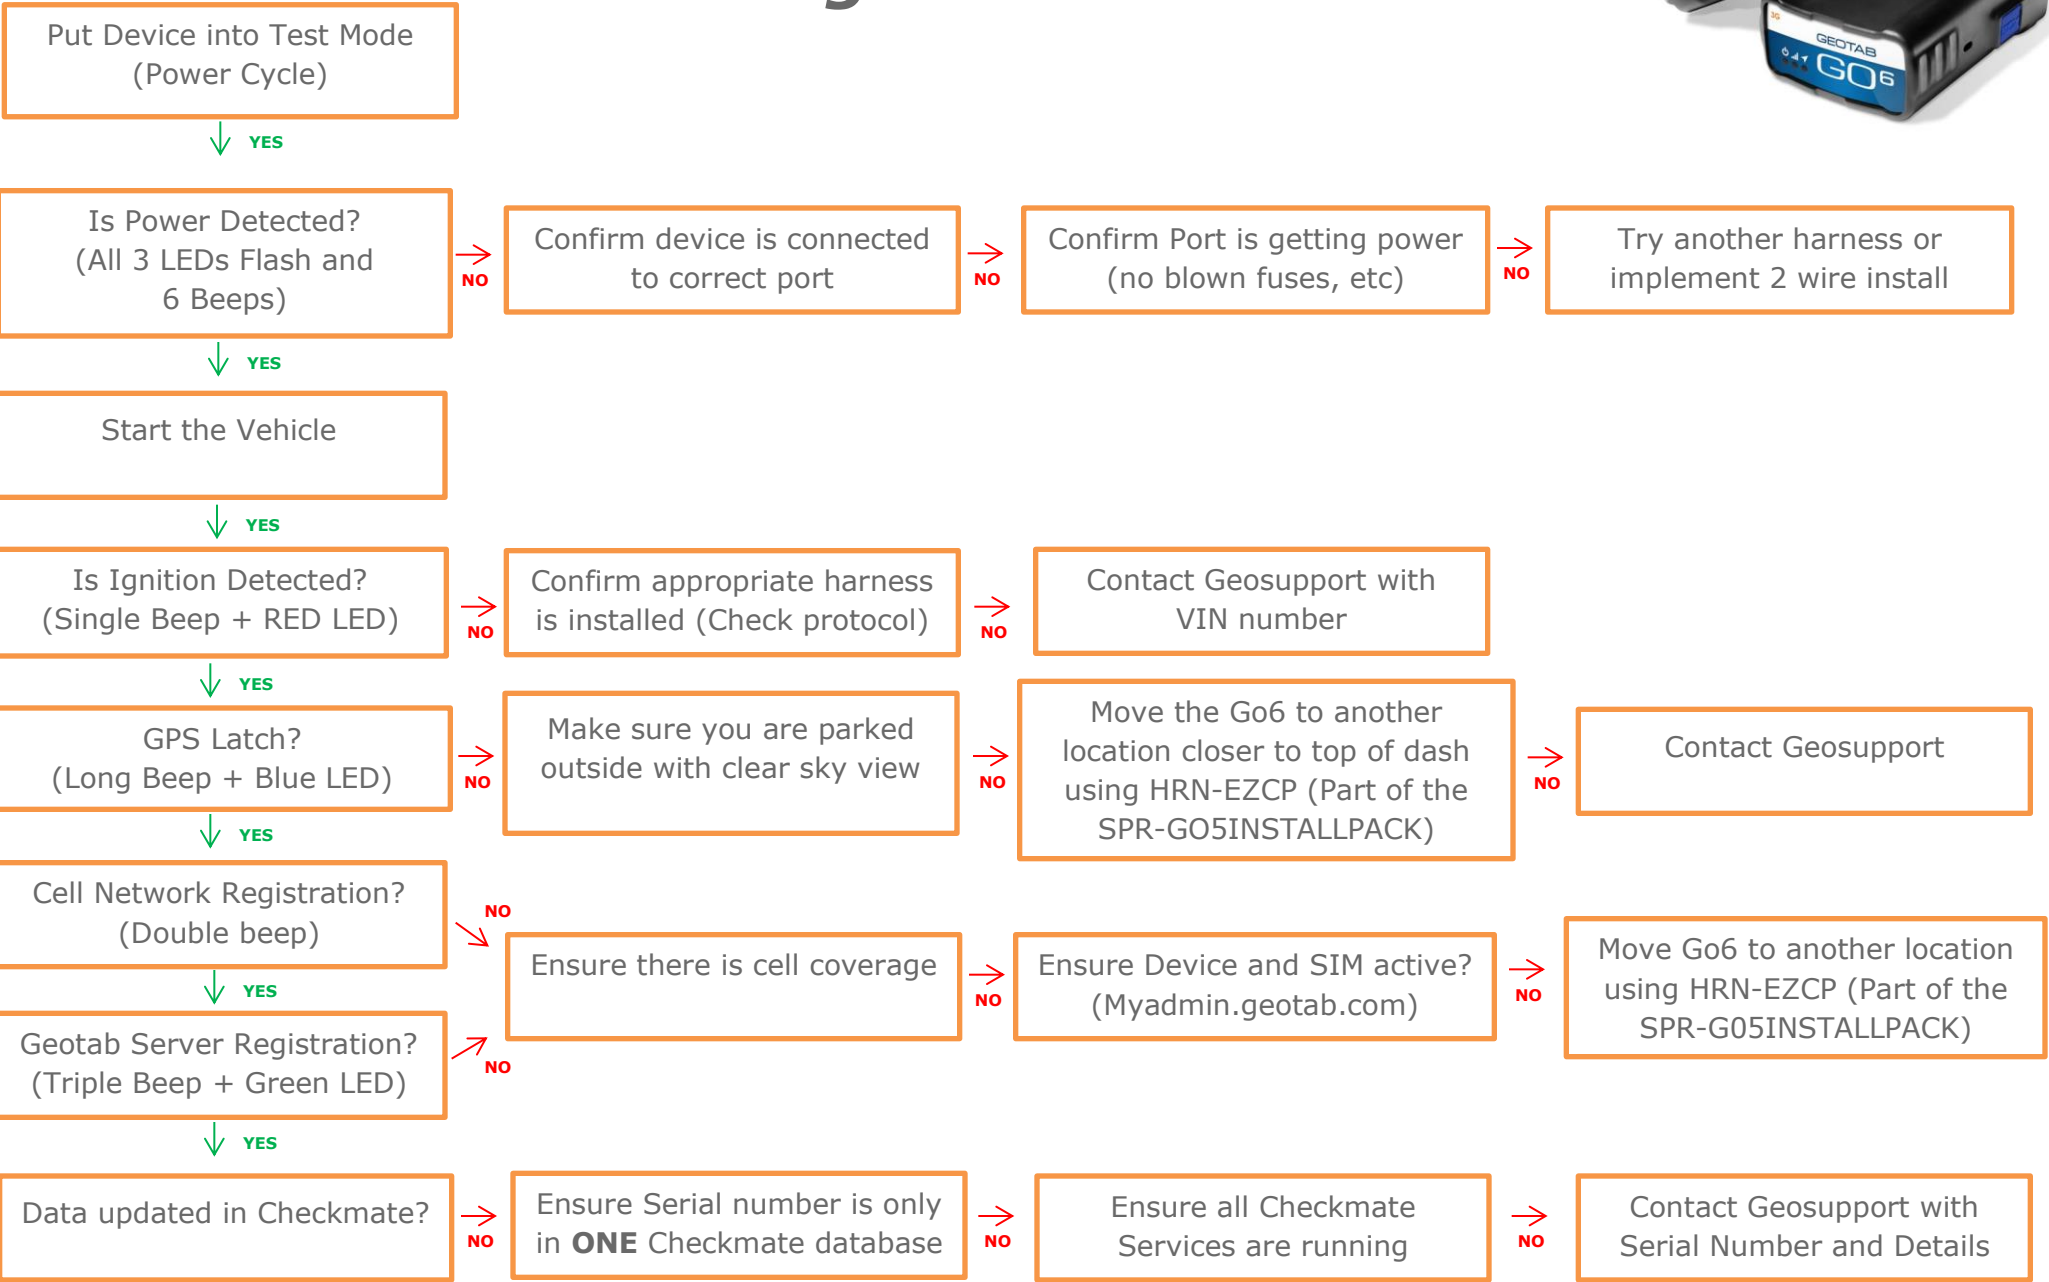 3G
GEOTAB
GO6
Put Device into Test Mode
(Power Cycle)
YES
Is Power Detected?
(All 3 LEDs Flash and
6 Beeps)
NO
Confirm device is connected
to correct port
NO
Confirm Port is getting power
(no blown fuses, etc)
NO
Try another harness or
implement 2 wire install
YES
Start the Vehicle
YES
Is Ignition Detected?
(Single Beep + RED LED)
NO
Confirm appropriate harness
is installed (Check protocol)
NO
Contact Geosupport with
VIN number
YES
GPS Latch?
(Long Beep + Blue LED)
NO
Make sure you are parked
outside with clear sky view
NO
Move the Go6 to another
location closer to top of dash
using HRN-EZCP (Part of the
SPR-GO5INSTALLPACK)
NO
Contact Geosupport
YES
Cell Network Registration?
(Double beep)
NO
YES
Geotab Server Registration?
(Triple Beep + Green LED)
NO
Ensure there is cell coverage
NO
Ensure Device and SIM active?
(Myadmin.geotab.com)
NO
Move Go6 to another location
using HRN-EZCP (Part of the
SPR-G05INSTALLPACK)
YES
Data updated in Checkmate?
NO
Ensure Serial number is only
in ONE Checkmate database
NO
Ensure all Checkmate
Services are running
NO
Contact Geosupport with
Serial Number and Details